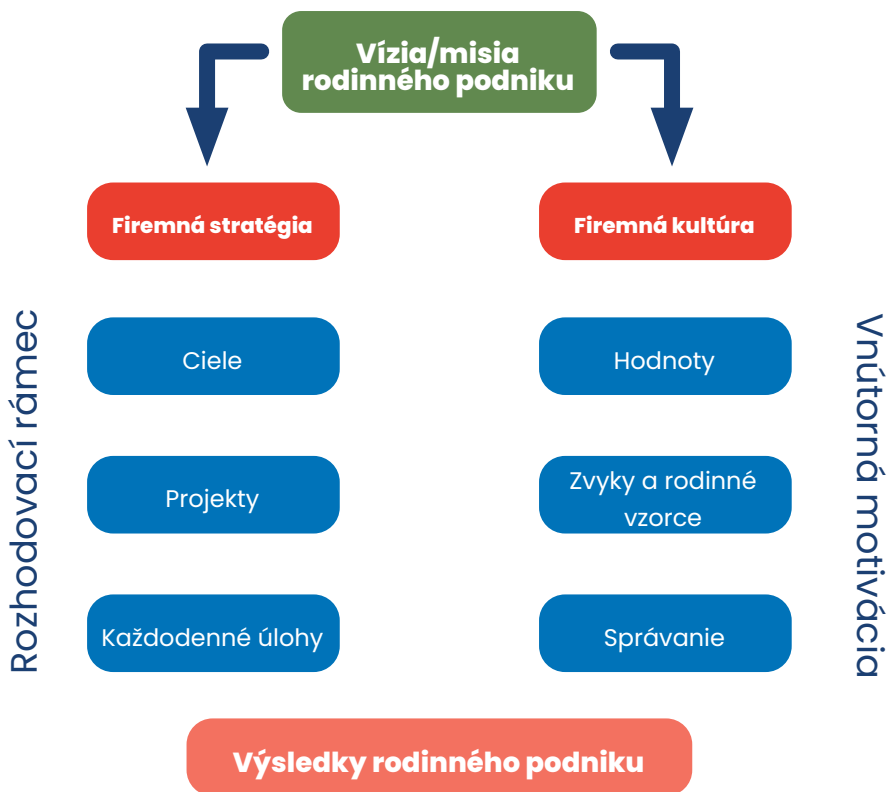 Vízia/misia
rodinného podniku
Firemná stratégia
Firemná kultúra
Rozhodovací rámec
Ciele
Hodnoty
Vnútorná motivácia
Projekty
Zvyky a rodinné
vzorce
Každodenné úlohy
Správanie
Výsledky rodinného podniku